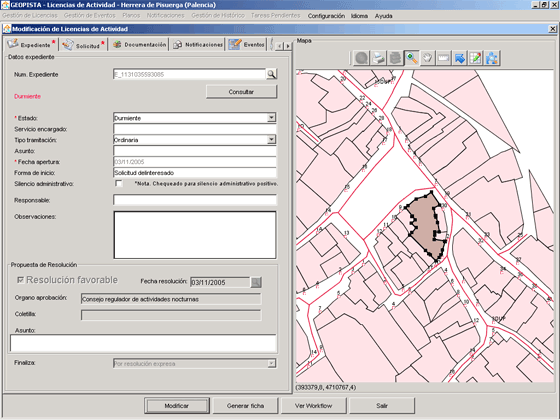 GEOPISTA - Licencias de Actividad - Herrera de Pisuerga (Palencia)
Gestión de Licencias Gestión de Eventos Planos Gestión de Histórico Tareas Pendientes Configuración Idioma Ayuda
Modificación de Licencias de Actividad
Expediente * Solicitud * Documentación Notificaciones Eventos
Mapa
Datos expediente
Num. Expediente E_1131035593085
Durmiente Consultar
* Estado: Durmiente
Servicio encargado:
Tipo tramitación: Ordinaria
Asunto:
* Fecha apertura: 03/11/2005
Forma de inicio: Solicitud delinteresado
Silencio administrativo: *Nota. Chequeado para silencio administrativo positivo.
Responsable:
Observaciones:
Propuesta de Resolución
Resolución favorable Fecha resolución: 03/11/2005
Organo aprobación: Consejo regulador de actividades nocturnas
Coletilla:
Asunto:
Finaliza: Por resolución expresa
(393379,8, 4710767,4)
Modificar Generar ficha Ver Workflow Salir